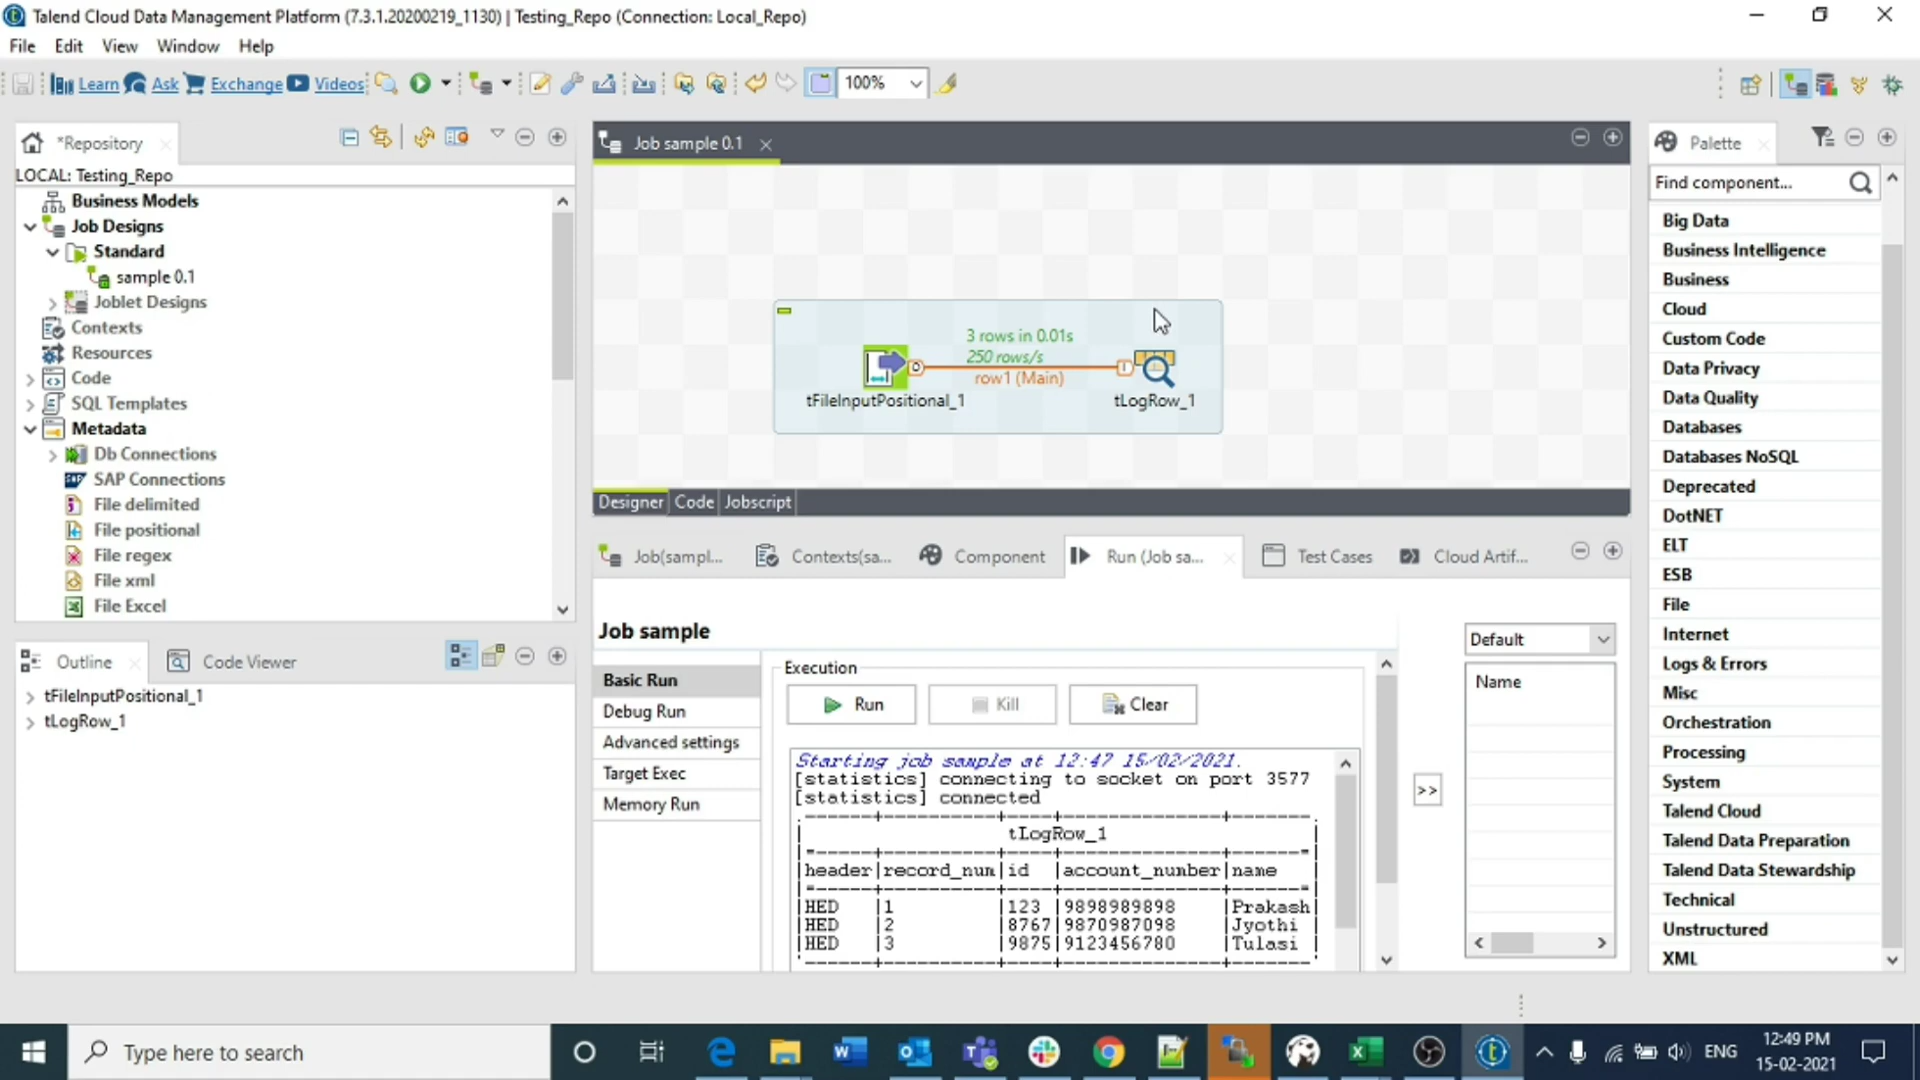 Talend Cloud Data Management Platform (7.3.1.20200219_1130) | Testing_Repo (Connection: Local_Repo)
File Edit View Window Help
Learn Ask Exchange Videos 100%
*Repository
LOCAL: Testing_Repo
Business Models
Job Designs
Standard
sample 0.1
Joblet Designs
Contexts
Resources
Code
SQL Templates
Metadata
Db Connections
SAP Connections
File delimited
File positional
File regex
File xml
File Excel
Outline Code Viewer
tFileInputPositional_1
tLogRow_1
Job sample 0.1
3 rows in 0.01s
250 rows/s
row1 (Main)
tFileInputPositional_1 tLogRow_1
Designer Code Jobscript
Job(sampl... Contexts(sa... Component Run (Job sa... Test Cases Cloud Artif...
Job sample
Basic Run
Debug Run
Advanced settings
Target Exec
Memory Run
Execution
Run Kill Clear
Starting job sample at 12:47 15/02/2021.
[statistics] connecting to socket on port 3577
[statistics] connected
tLogRow_1
header|record_num|id |account_number|name
HED |1 |123 |9898989898 |Prakash
HED |2 |8767|9870987098 |Jyothi
HED |3 |9875|9123456780 |Tulasi
>>
Default
Name
Palette
Find component...
Big Data
Business Intelligence
Business
Cloud
Custom Code
Data Privacy
Data Quality
Databases
Databases NoSQL
Deprecated
DotNET
ELT
ESB
File
Internet
Logs & Errors
Misc
Orchestration
Processing
System
Talend Cloud
Talend Data Preparation
Talend Data Stewardship
Technical
Unstructured
XML
Type here to search
ENG
12:49 PM
15-02-2021